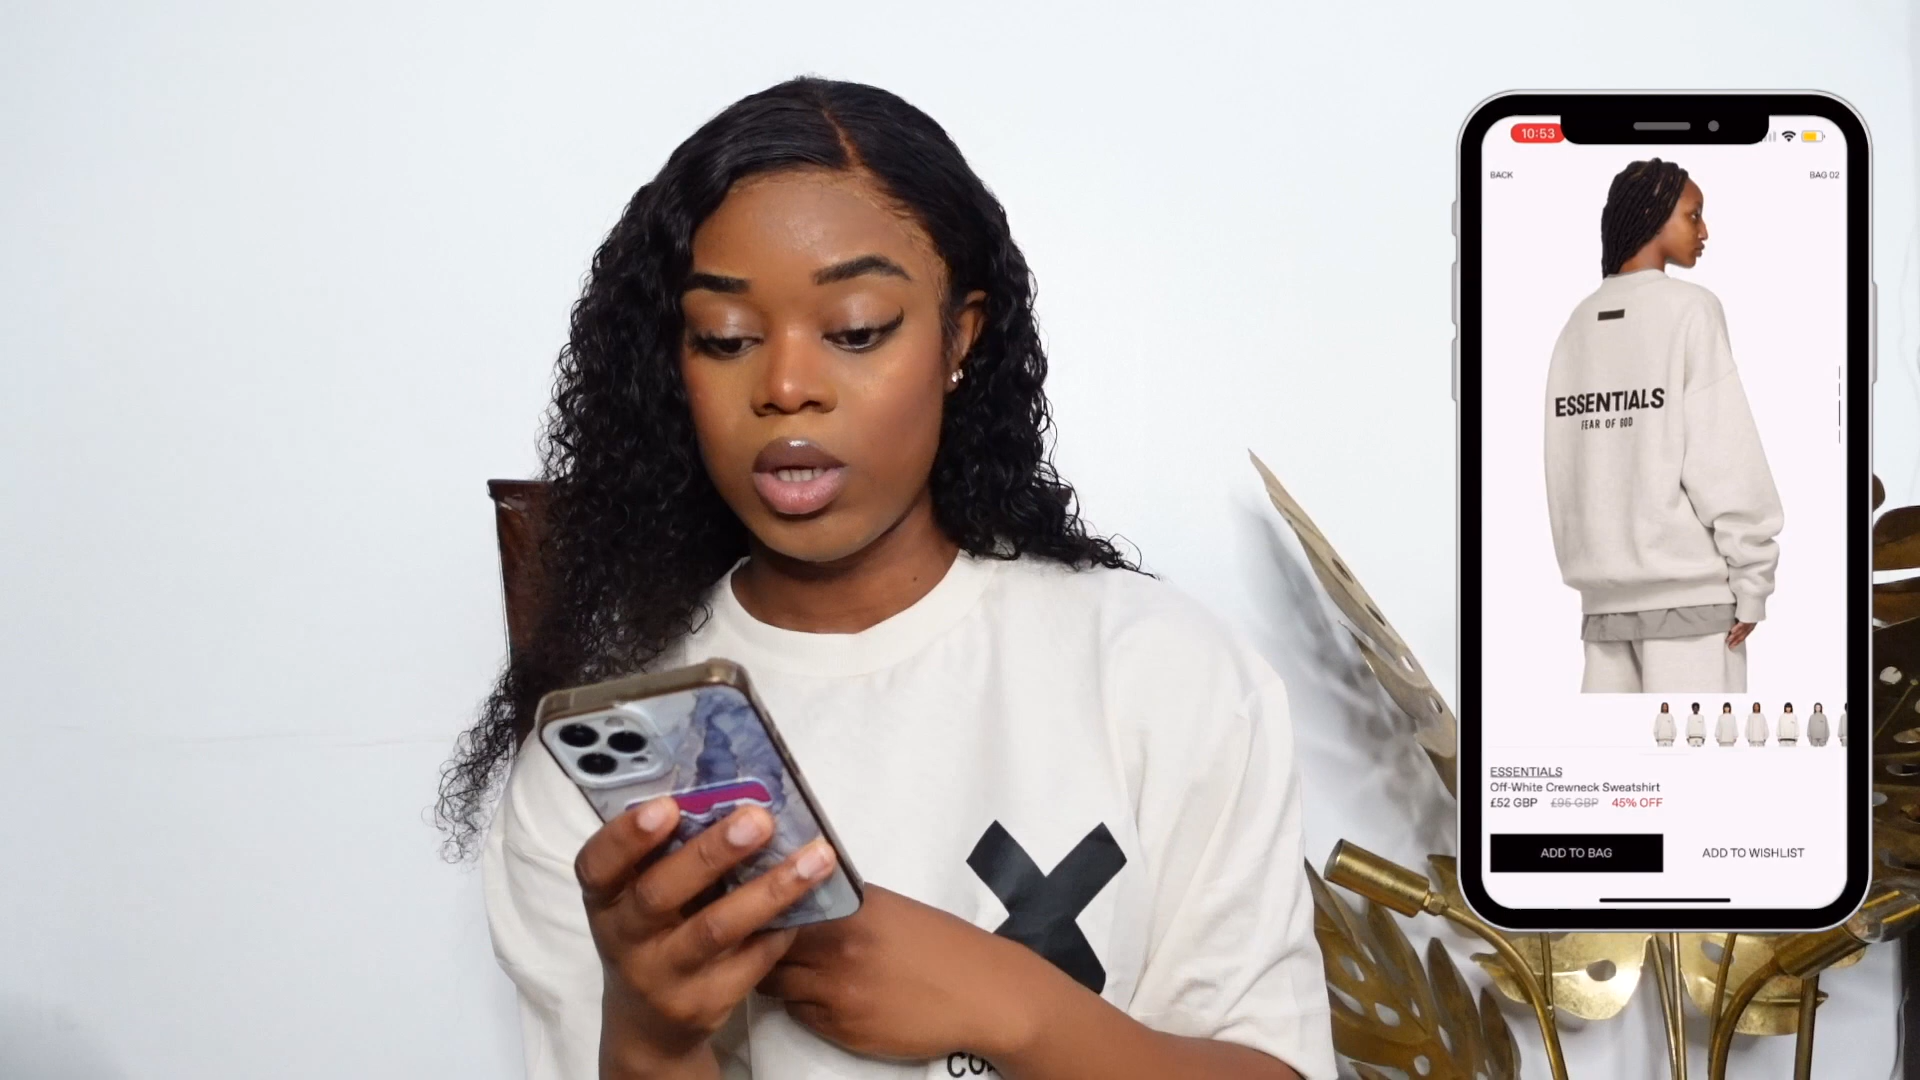 10:53
BACK
BAG 02
ESSENTIALS
FEAR OF GOD
ESSENTIALS
Off-White Crewneck Sweatshirt
£52 GBP £95 GBP 45% OFF
ADD TO BAG
ADD TO WISHLIST